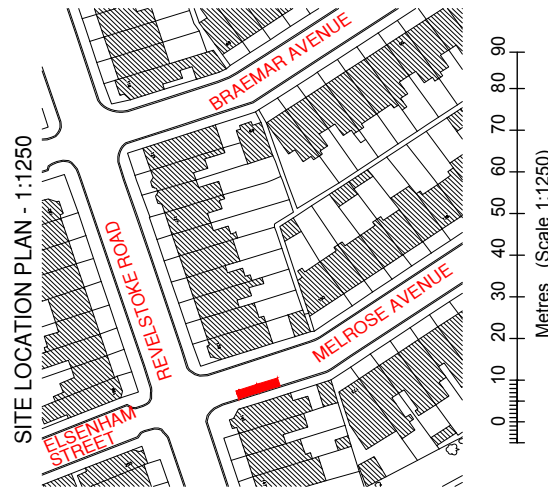 SITE LOCATION PLAN - 1:1250
BRAEMAR AVENUE
REVELSTOKE ROAD
MELROSE AVENUE
ELSENHAM
STREET
90
80
70
60
50
40
30
20
10
0
Metres (Scale 1:1250)